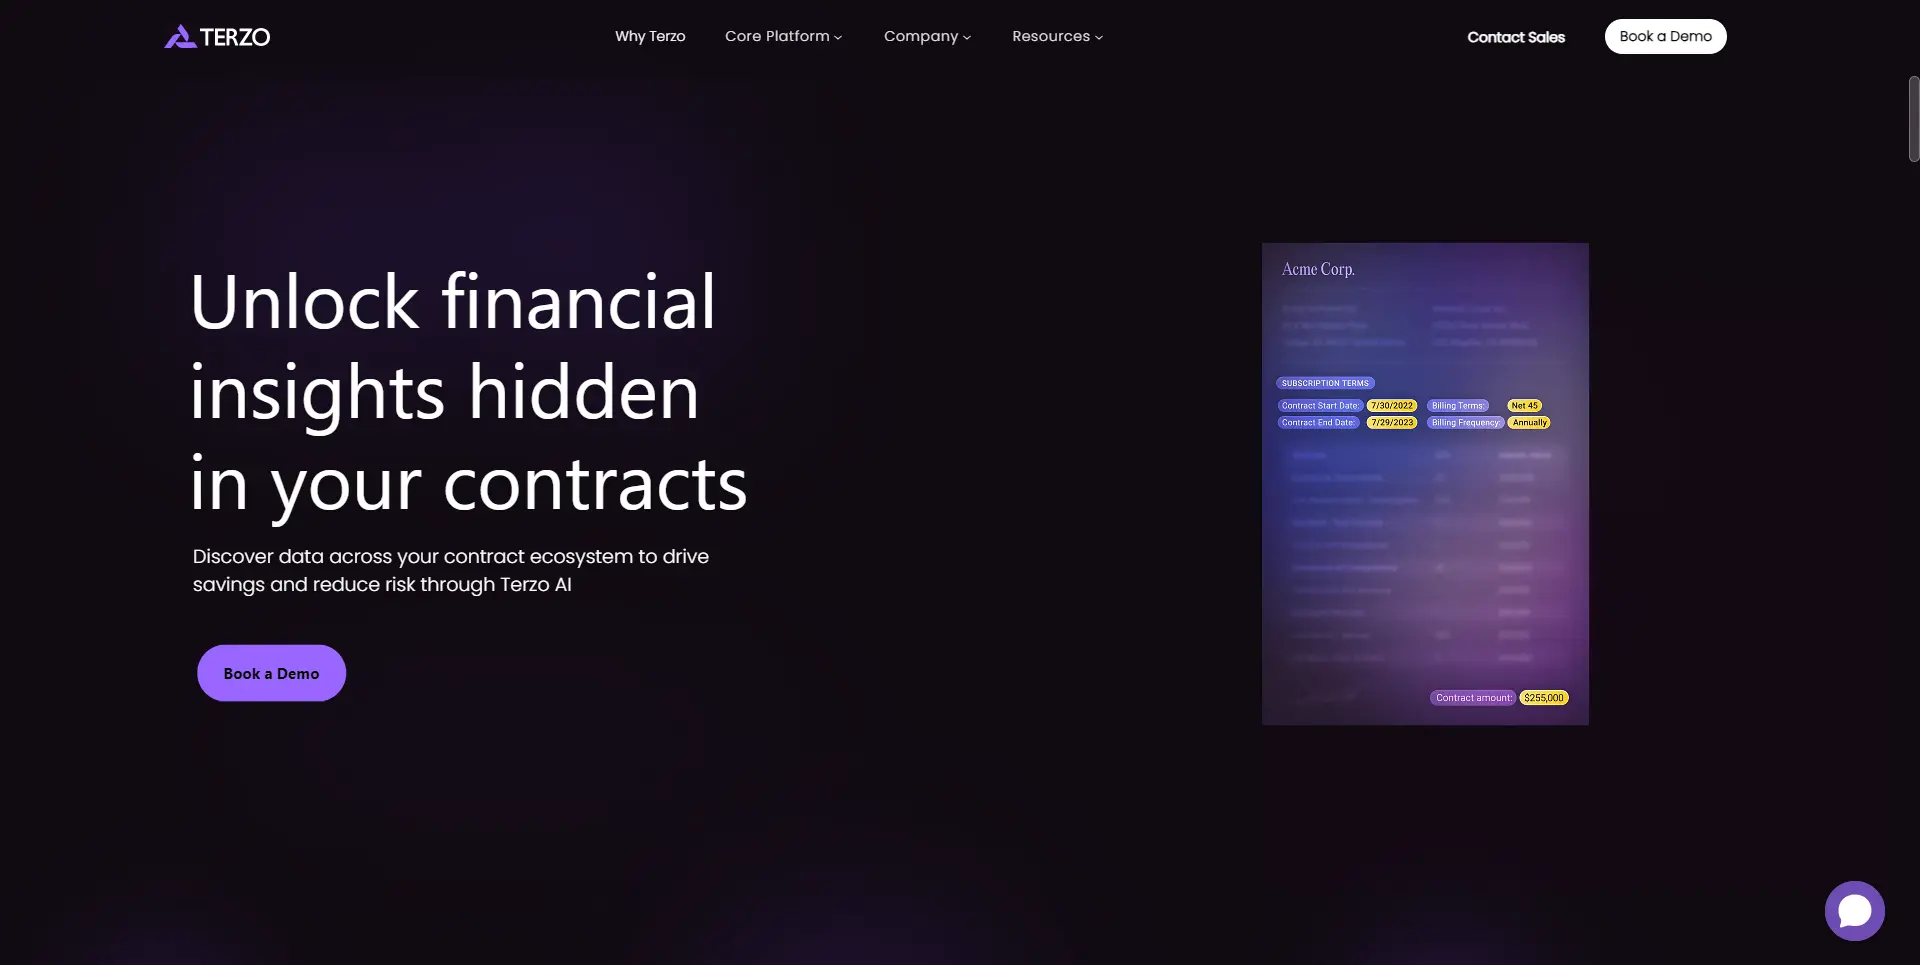 TERZO
Why Terzo
Core Platform
Company
Resources
Contact Sales
Book a Demo
Unlock financial
insights hidden
in your contracts
Discover data across your contract ecosystem to drive
savings and reduce risk through Terzo AI
Book a Demo
Acme Corp.
SUBSCRIPTION TERMS
Contract Start Date: 7/30/2022 Billing Terms: Net 45
Contract End Date: 7/29/2023 Billing Frequency: Annually
Contract amount: $255,000